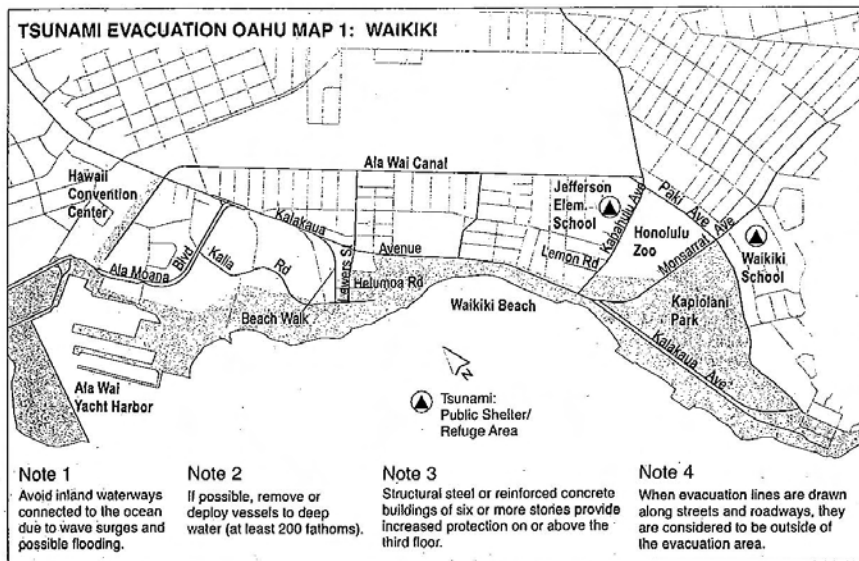 TSUNAMI EVACUATION OAHU MAP 1: WAIKIKI
Ala Wai Canal
Hawaii
Convention
Center
Jefferson
Elem.
School
Kapahulu Ave
Paki Ave
Honolulu
Zoo
Monsarrat Ave
Waikiki
School
Kalakaua
Avenue
Lemon Rd
Ala Moana
Blvd
Kalia
Rd
Lewers St
Helumoa Rd
Beach Walk
Waikiki Beach
Kapiolani
Park
Kalakaua Ave
Ala Wai
Yacht Harbor
N
Tsunami:
Public Shelter/
Refuge Area
Note 1
Avoid inland waterways
connected to the ocean
due to wave surges and
possible flooding.
Note 2
If possible, remove or
deploy vessels to deep
water (at least 200 fathoms).
Note 3
Structural steel or reinforced concrete
buildings of six or more stories provide
increased protection on or above the
third floor.
Note 4
When evacuation lines are drawn
along streets and roadways, they
are considered to be outside of
the evacuation area.